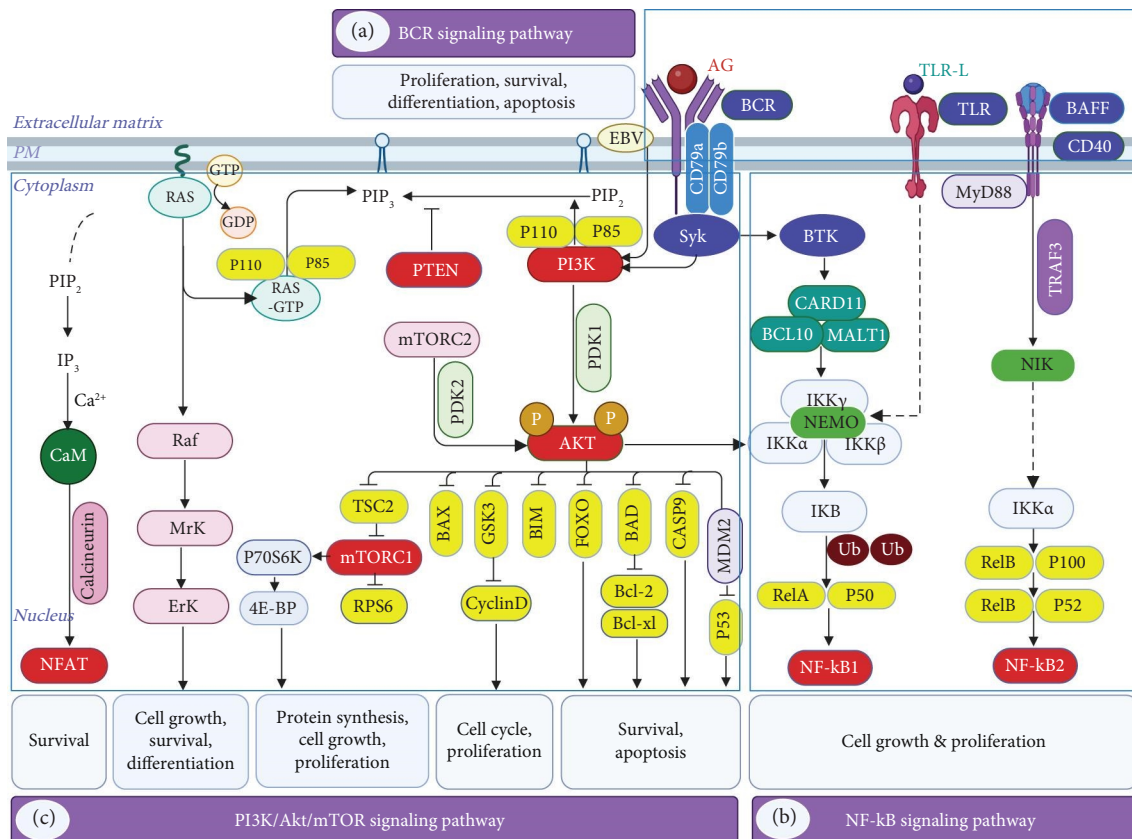 (a) BCR signaling pathway
Proliferation, survival,
differentiation, apoptosis
AG
BCR
TLR-L
TLR
BAFF
CD40
Extracellular matrix
PM
Cytoplasm
EBV
CD79a
CD79b
MyD88
RAS
GTP
GDP
PIP3
PIP2
P110
P85
PI3K
Syk
BTK
PTEN
P110
P85
RAS
-GTP
PIP2
IP3
Ca2+
CaM
Calcineurin
NFAT
Nucleus
mTORC2
PDK2
PDK1
P
P
AKT
CARD11
BCL10
MALT1
TRAF3
NIK
IKKγ
NEMO
IKKα
IKKβ
Raf
MrK
ErK
TSC2
mTORC1
RPS6
P70S6K
4E-BP
BAX
GSK3
CyclinD
BIM
FOXO
BAD
Bcl-2
Bcl-xl
CASP9
MDM2
P53
IKB
Ub
Ub
RelA
P50
NF-kB1
IKKα
RelB
P100
RelB
P52
NF-kB2
Survival
Cell growth,
survival,
differentiation
Protein synthesis,
cell growth,
proliferation
Cell cycle,
proliferation
Survival,
apoptosis
Cell growth & proliferation
(c) PI3K/Akt/mTOR signaling pathway
(b) NF-kB signaling pathway